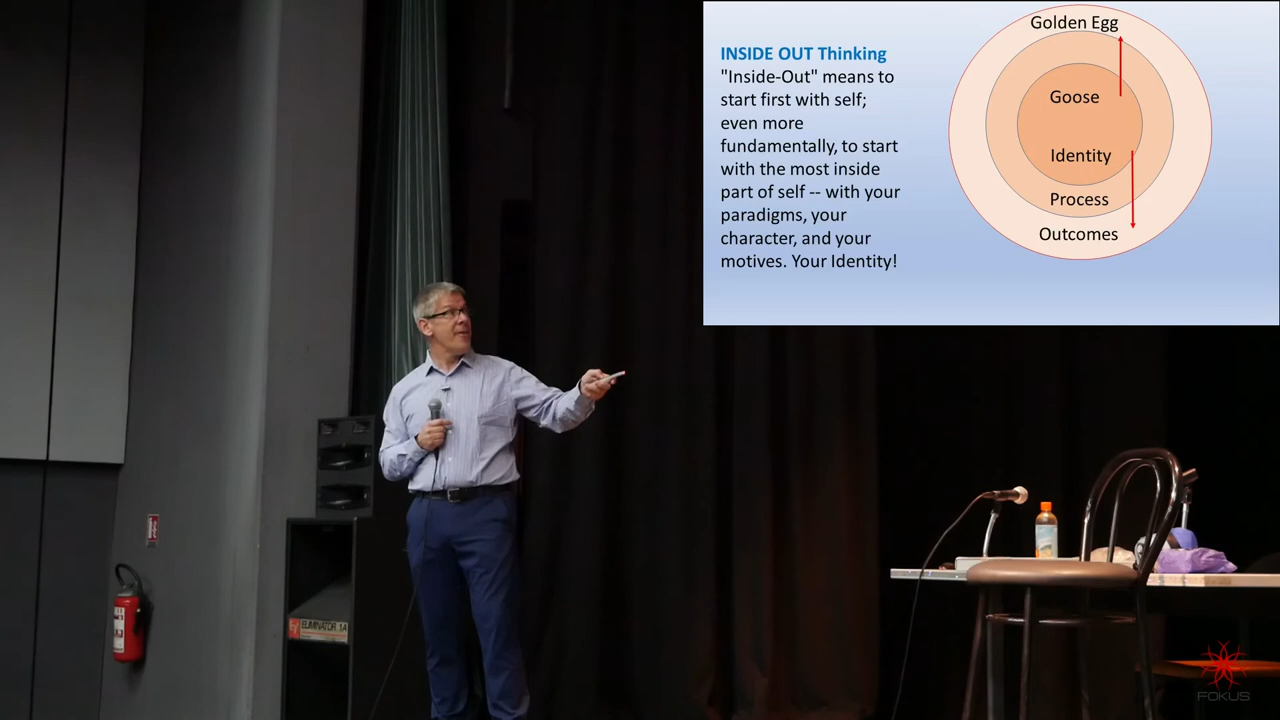 INSIDE OUT Thinking
"Inside-Out" means to
start first with self;
even more
fundamentally, to start
with the most inside
part of self -- with your
paradigms, your
character, and your
motives. Your Identity!
Golden Egg
Goose
Identity
Process
Outcomes
ELIMINATOR 1A
FOKUS